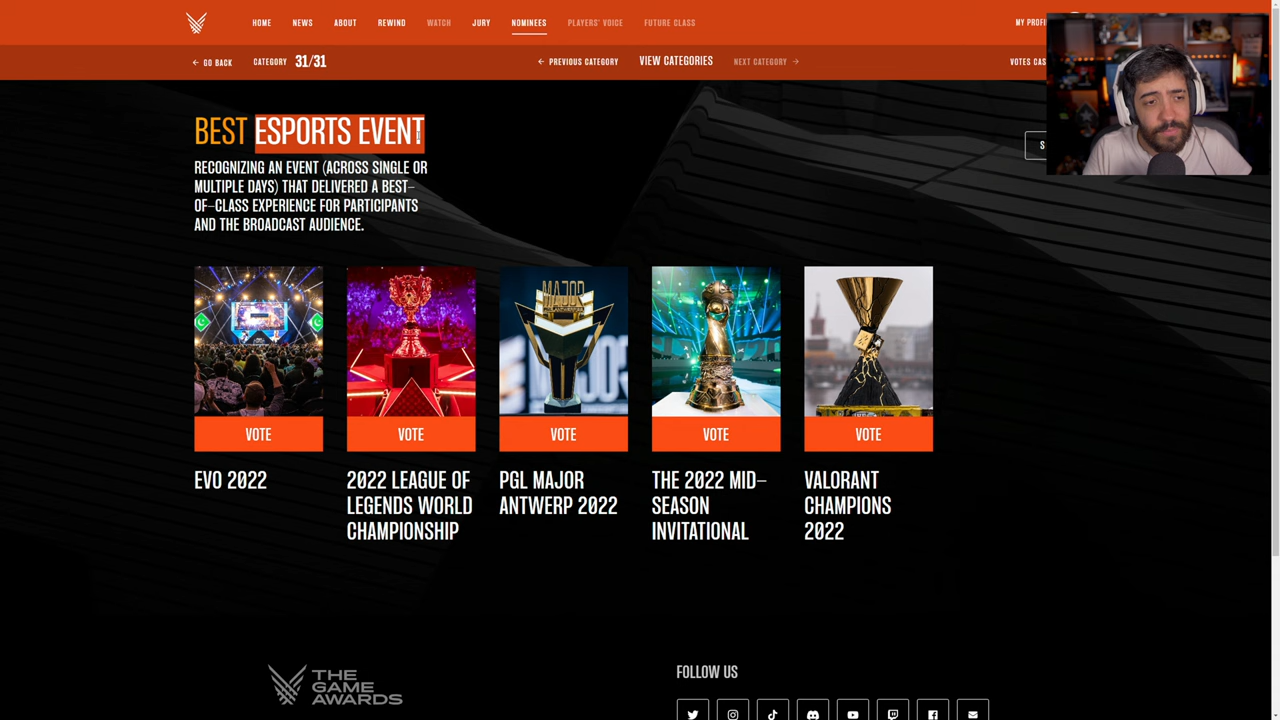 HOME NEWS ABOUT REWIND WATCH JURY NOMINEES PLAYERS' VOICE FUTURE CLASS MY
← GO BACK CATEGORY 31/31 ← PREVIOUS CATEGORY VIEW CATEGORIES NEXT CATEGORY → VOTES
BEST ESPORTS EVENT
RECOGNIZING AN EVENT (ACROSS SINGLE OR
MULTIPLE DAYS) THAT DELIVERED A BEST-
OF-CLASS EXPERIENCE FOR PARTICIPANTS
AND THE BROADCAST AUDIENCE.
VOTE VOTE VOTE VOTE VOTE
EVO 2022
2022 LEAGUE OF
LEGENDS WORLD
CHAMPIONSHIP
PGL MAJOR
ANTWERP 2022
THE 2022 MID-
SEASON
INVITATIONAL
VALORANT
CHAMPIONS
2022
THE
GAME
AWARDS
FOLLOW US